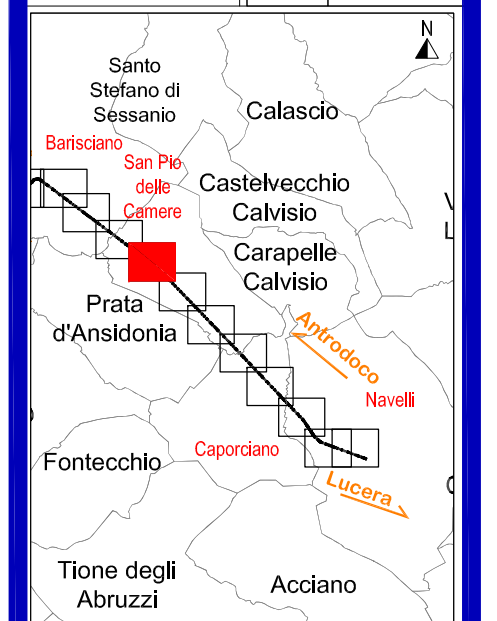 N
Santo
Stefano di
Sessanio
Calascio
Barisciano
San Pio
delle
Camere
Castelvecchio
Calvisio
Carapelle
Calvisio
Prata
d'Ansidonia
Antrodoco
Navelli
Caporciano
Fontecchio
Lucera
Tione degli
Abruzzi
Acciano